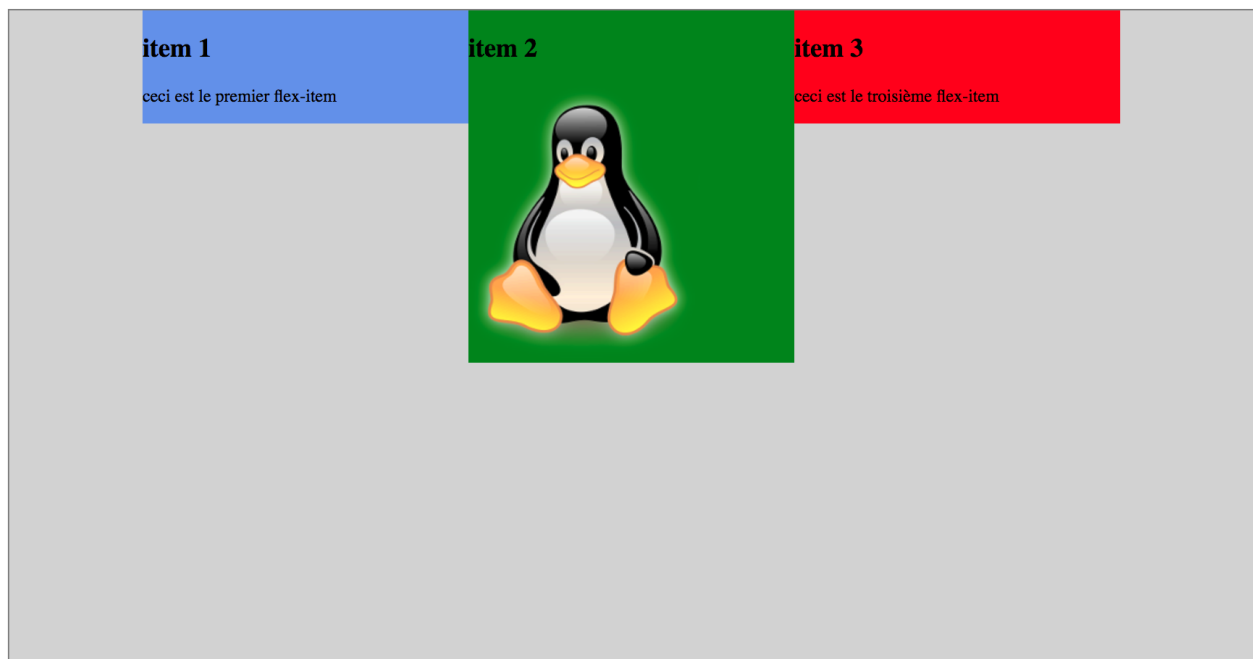 item 1
ceci est le premier flex-item
item 2
item 3
ceci est le troisième flex-item